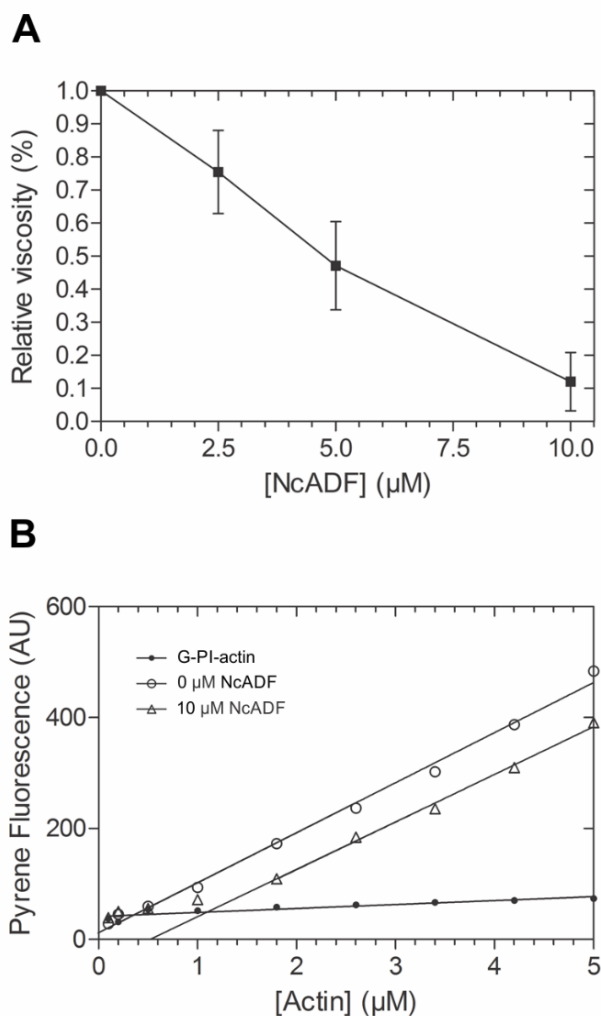 A
1.0
0.9
0.8
0.7
0.6
0.5
0.4
0.3
0.2
0.1
0.0
Relative viscosity (%)
0.0 2.5 5.0 7.5 10.0
[NcADF] (μM)
B
600
400
200
0
Pyrene Fluorescence (AU)
G-PI-actin
0 μM NcADF
10 μM NcADF
0 1 2 3 4 5
[Actin] (μM)